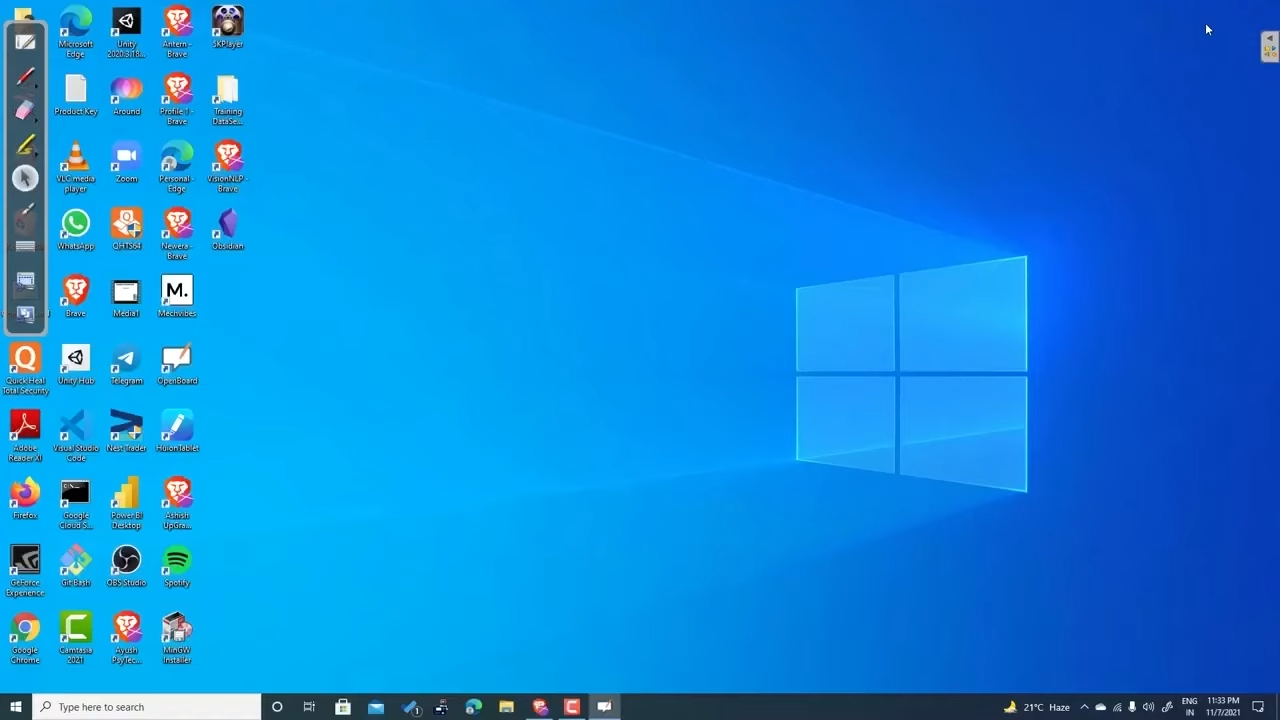 Microsoft
Edge
Unity
2020.3.18...
Antern -
Brave
SKPlayer
Product Key
Around
Profile 1 -
Brave
Training
DataSe...
VLC media
player
Zoom
Personal -
Edge
VisionNLP -
Brave
WhatsApp
QHTS64
Newera -
Brave
Obsidian
Brave
Media1
M.
Mechvibes
Quick Heal
Total Security
Unity Hub
Telegram
OpenBoard
Adobe
Reader XI
Visual Studio
Code
Nest Trader
HuionTablet
Firefox
Google
Cloud S...
Power BI
Desktop
Ashish
UpGra...
GeForce
Experience
Git Bash
OBS Studio
Spotify
Google
Chrome
Camtasia
2021
Ayush
PsyTec...
MinGW
Installer
Type here to search
21°C Haze
ENG
IN
11:33 PM
11/7/2021